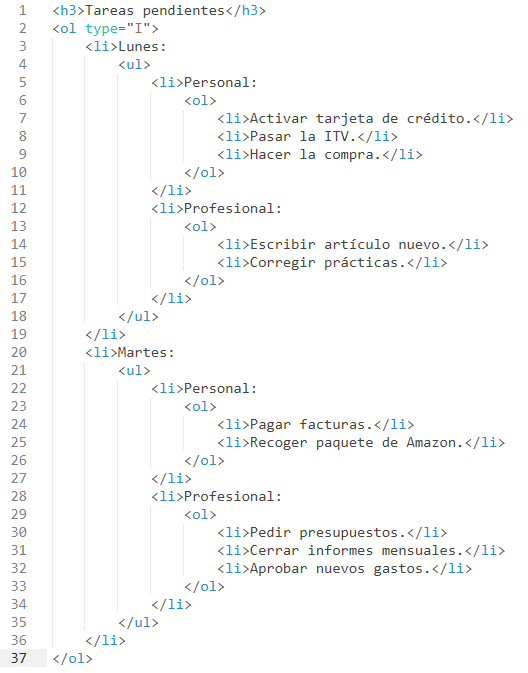 1 <h3>Tareas pendientes</h3>
2 <ol type="I">
3     <li>Lunes:
4         <ul>
5             <li>Personal:
6                 <ol>
7                     <li>Activar tarjeta de crédito.</li>
8                     <li>Pasar la ITV.</li>
9                     <li>Hacer la compra.</li>
10                 </ol>
11             </li>
12             <li>Profesional:
13                 <ol>
14                     <li>Escribir artículo nuevo.</li>
15                     <li>Corregir prácticas.</li>
16                 </ol>
17             </li>
18         </ul>
19     </li>
20     <li>Martes:
21         <ul>
22             <li>Personal:
23                 <ol>
24                     <li>Pagar facturas.</li>
25                     <li>Recoger paquete de Amazon.</li>
26                 </ol>
27             </li>
28             <li>Profesional:
29                 <ol>
30                     <li>Pedir presupuestos.</li>
31                     <li>Cerrar informes mensuales.</li>
32                     <li>Aprobar nuevos gastos.</li>
33                 </ol>
34             </li>
35         </ul>
36     </li>
37 </ol>